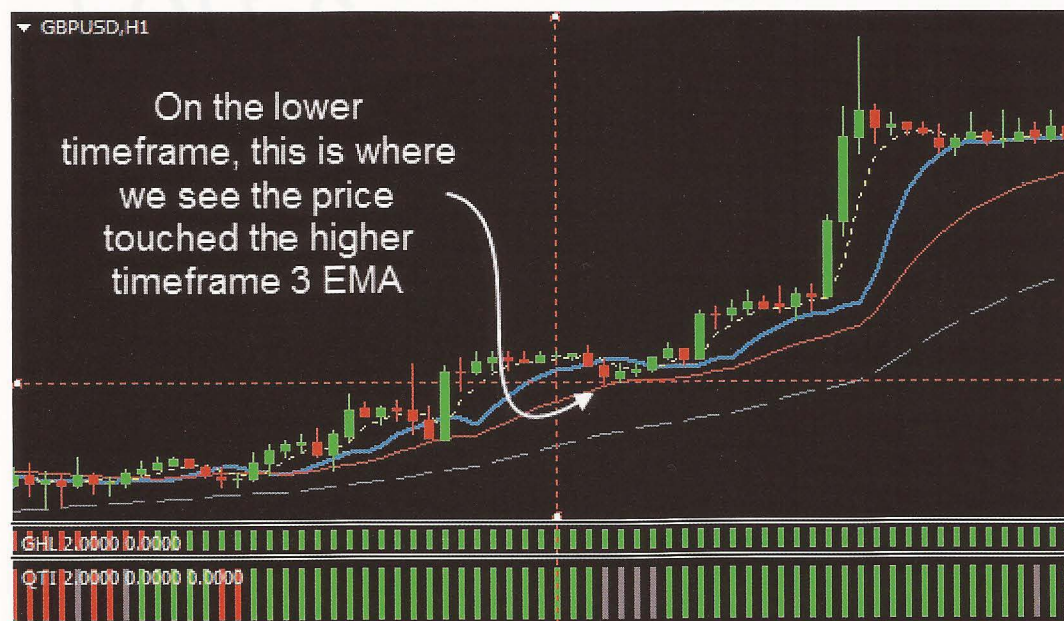 GBPUSD,H1
On the lower
timeframe, this is where
we see the price
touched the higher
timeframe 3 EMA
GHL 2.0000 0.0000
QTI 2.0000 0.0000 0.0000